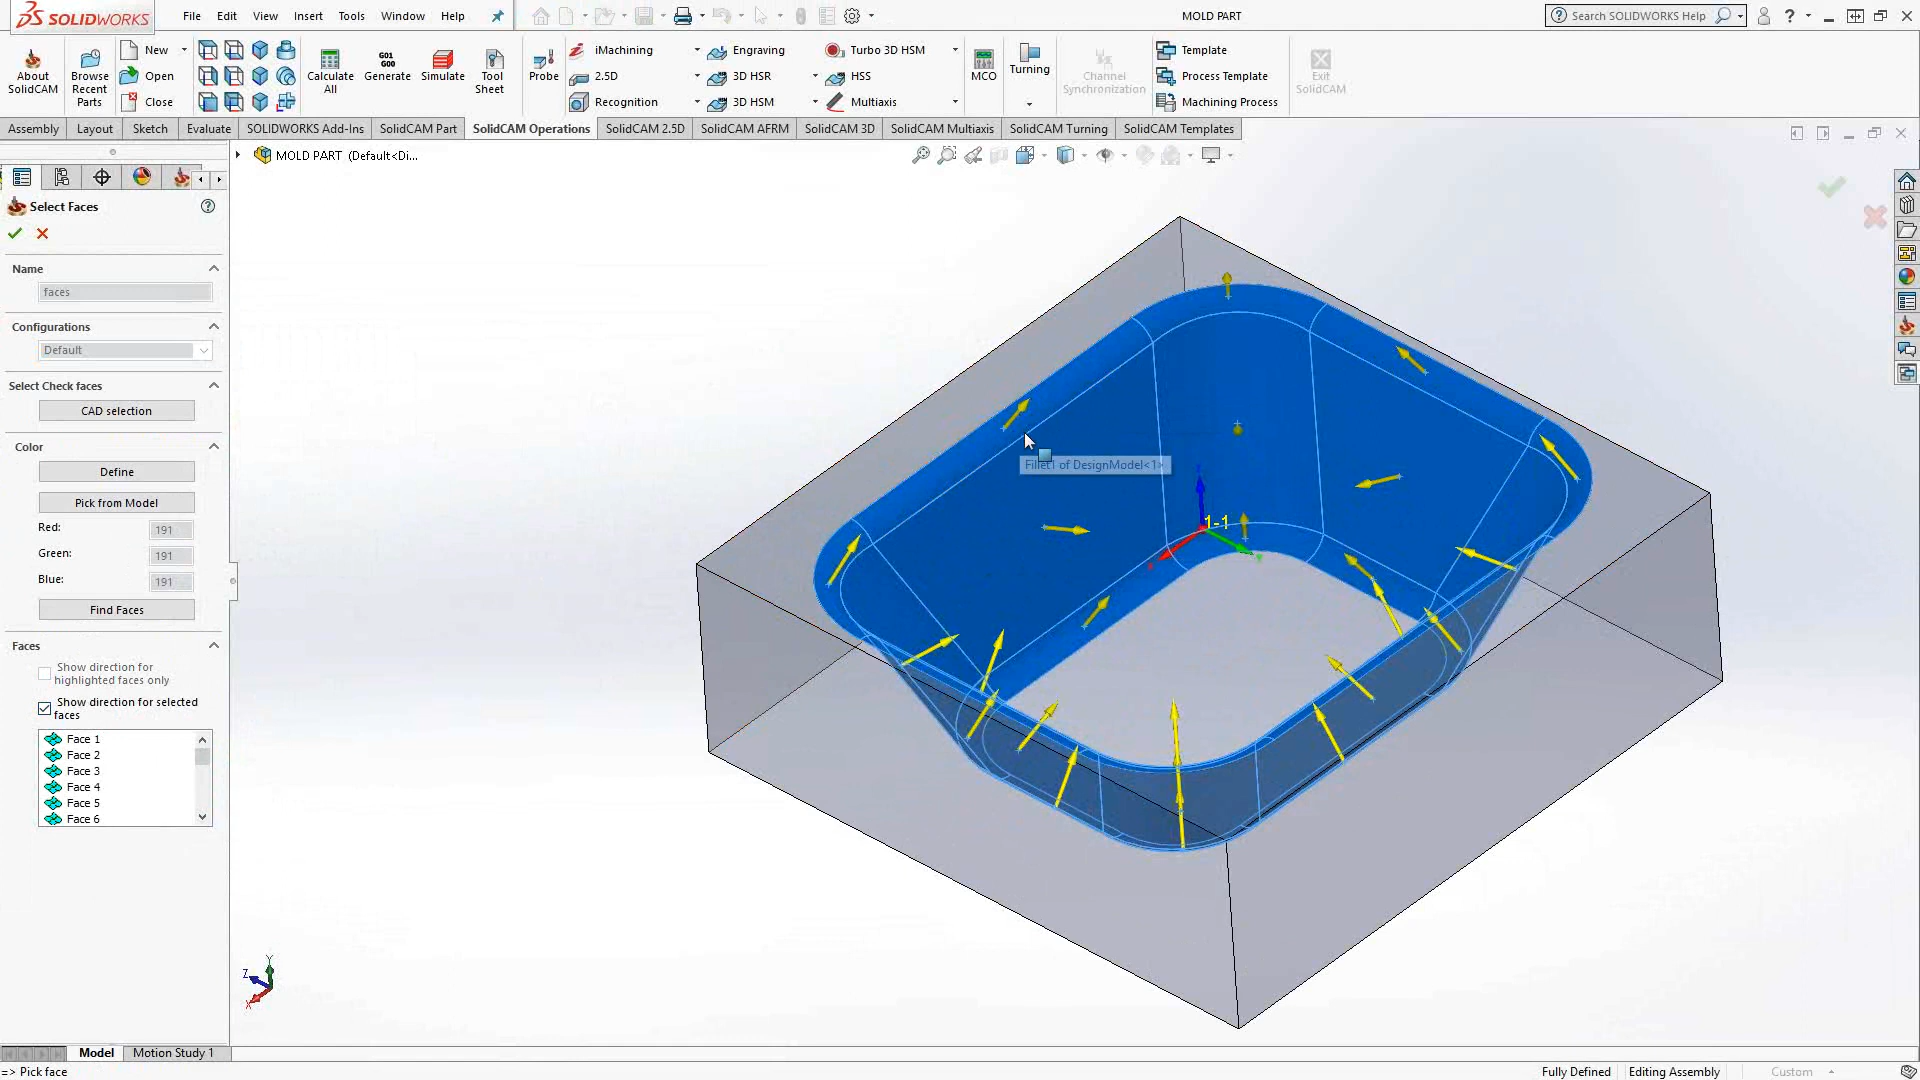 SOLIDWORKS File Edit View Insert Tools Window Help MOLD PART Search SOLIDWORKS Help
About SolidCAM
Browse Recent Parts
New
Open
Close
Calculate All
G01 G00
Generate
Simulate
Tool Sheet
Probe
iMachining
2.5D
Recognition
Engraving
3D HSR
3D HSM
Turbo 3D HSM
HSS
Multiaxis
MCO
Turning
Channel Synchronization
Template
Process Template
Machining Process
Exit SolidCAM
Assembly Layout Sketch Evaluate SOLIDWORKS Add-Ins SolidCAM Part SolidCAM Operations SolidCAM 2.5D SolidCAM AFRM SolidCAM 3D SolidCAM Multiaxis SolidCAM Turning SolidCAM Templates
MOLD PART (Default<Di...
Select Faces
Name
faces
Configurations
Default
Select Check faces
CAD selection
Color
Define
Pick from Model
Red: 191
Green: 191
Blue: 191
Find Faces
Faces
Show direction for
highlighted faces only
Show direction for selected
faces
Face 1
Face 2
Face 3
Face 4
Face 5
Face 6
Fillet1 of DesignModel<1>
1-1
Y
Z
X
Model Motion Study 1
=> Pick face Fully Defined Editing Assembly Custom